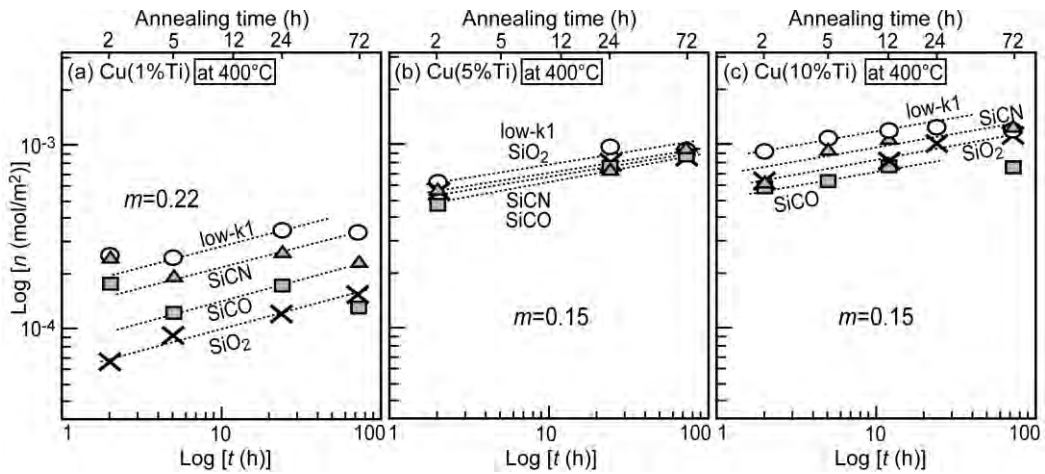 Annealing time (h) Annealing time (h) Annealing time (h)
2 5 12 24 72 2 5 12 24 72 2 5 12 24 72
(a) Cu(1%Ti) at 400°C (b) Cu(5%Ti) at 400°C (c) Cu(10%Ti) at 400°C
low-k1
SiCN
SiO2
SiCO
10-3
low-k1
SiO2
SiCN
SiCO
m=0.22
low-k1
SiCN
SiCO
SiO2
10-4
m=0.15 m=0.15
Log [n (mol/m2)]
1 10 100 1 10 100 1 10 100
Log [t (h)] Log [t (h)] Log [t (h)]